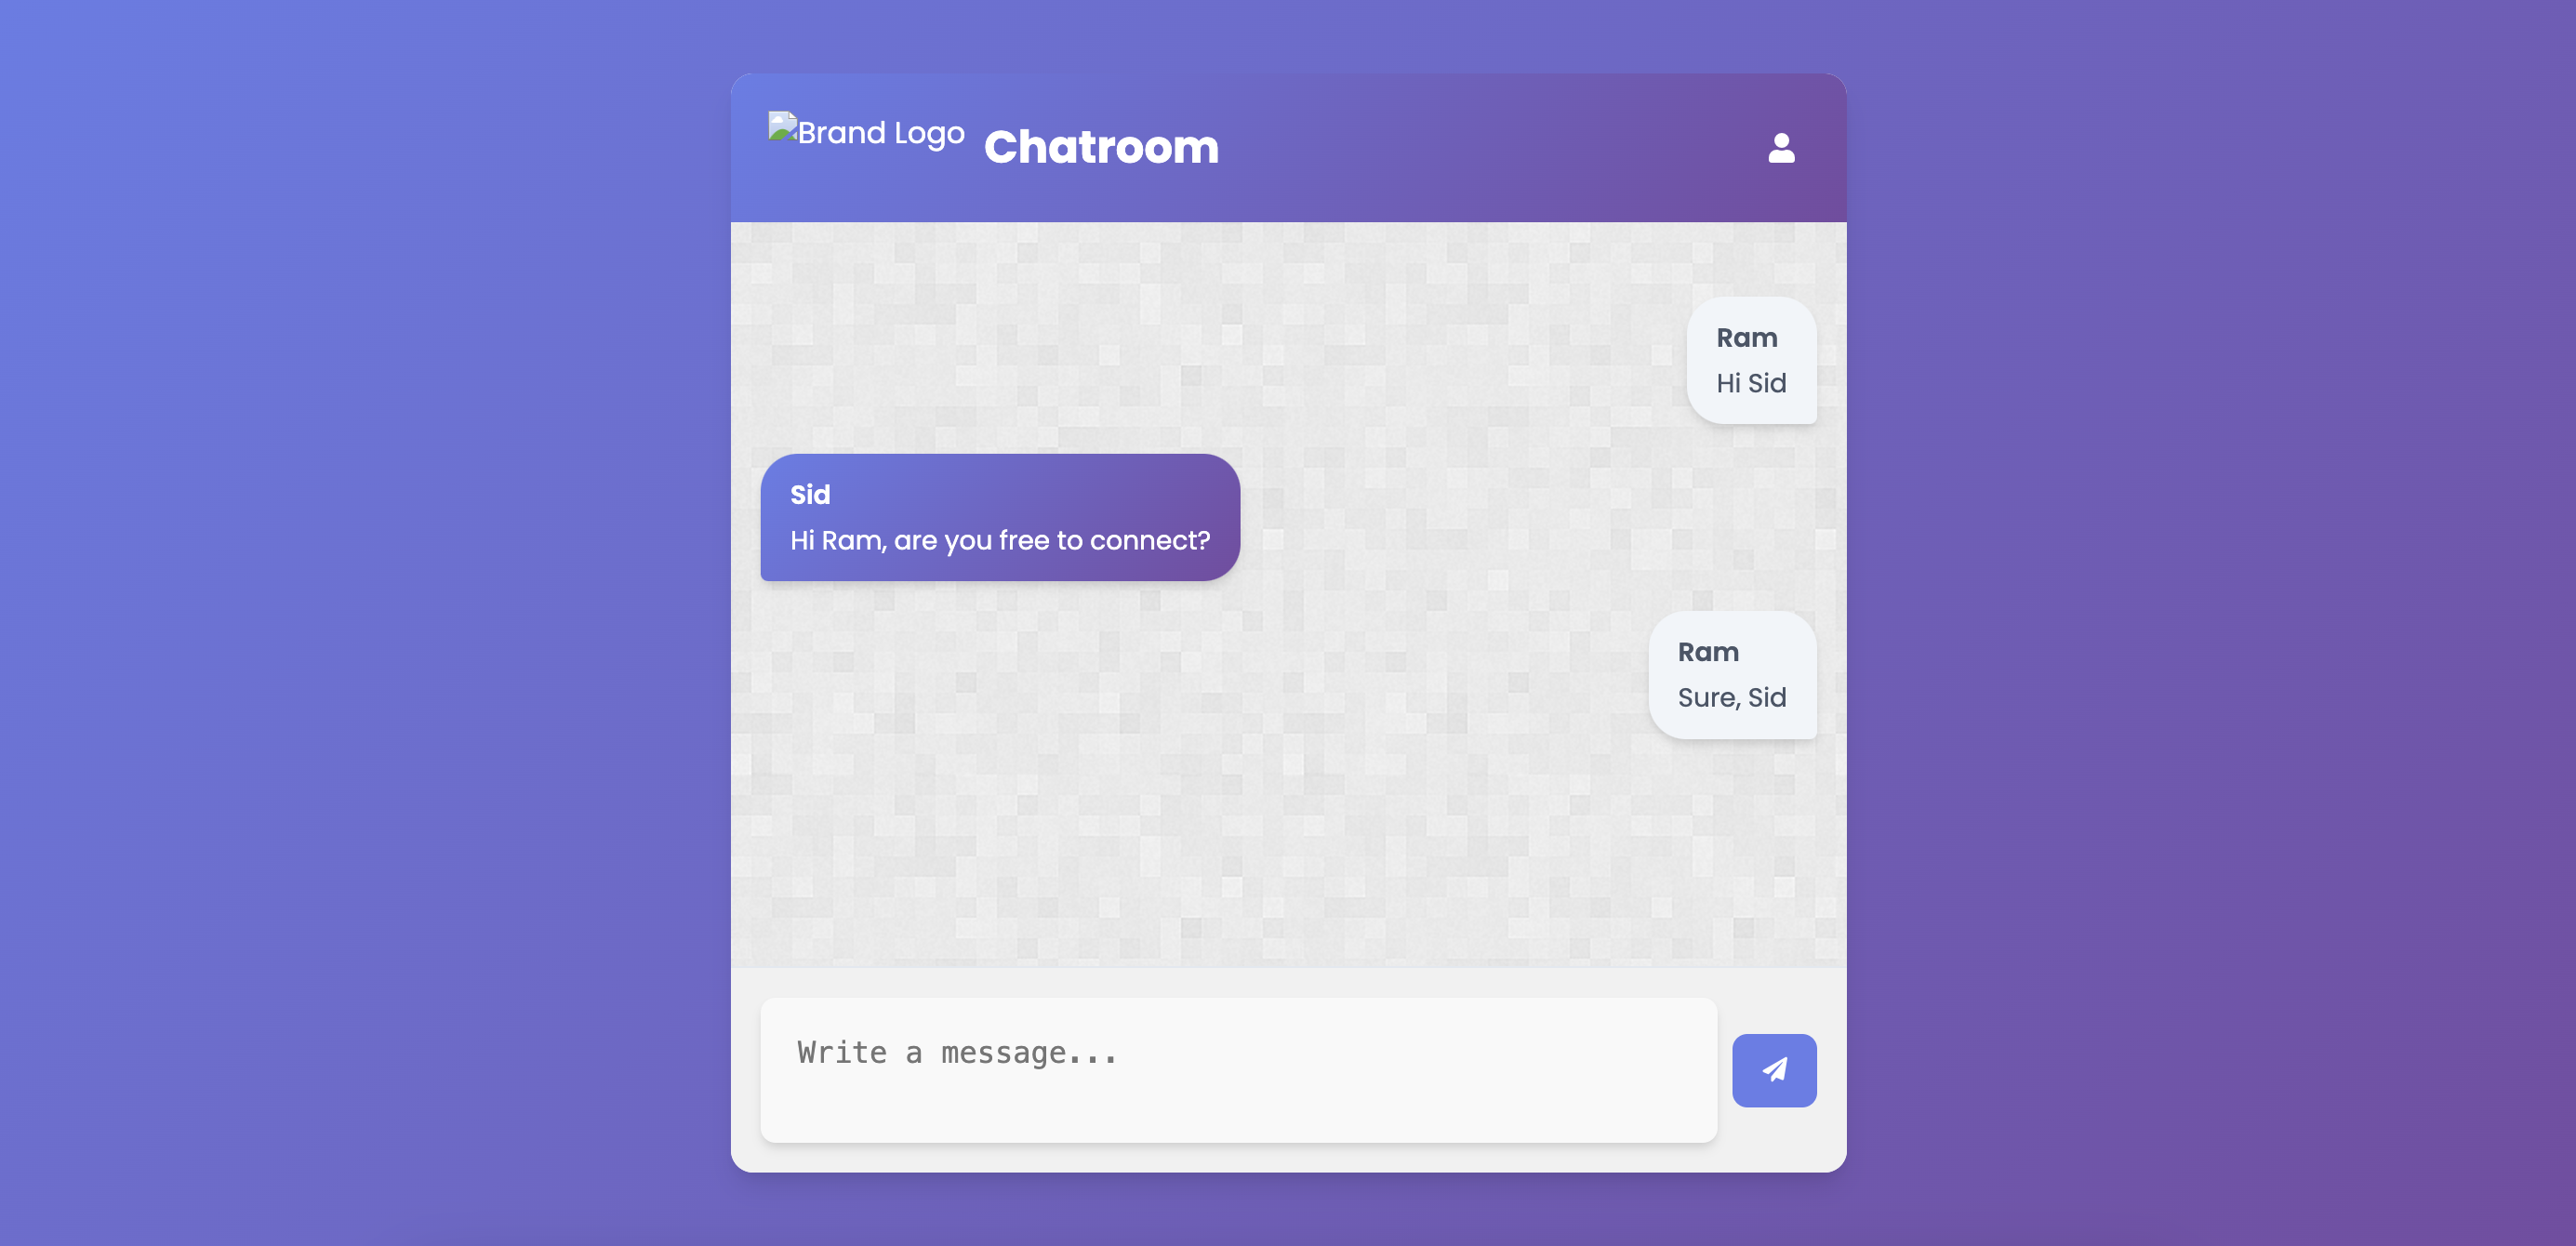 Brand Logo
Chatroom
Ram
Hi Sid
Sid
Hi Ram, are you free to connect?
Ram
Sure, Sid
Write a message...